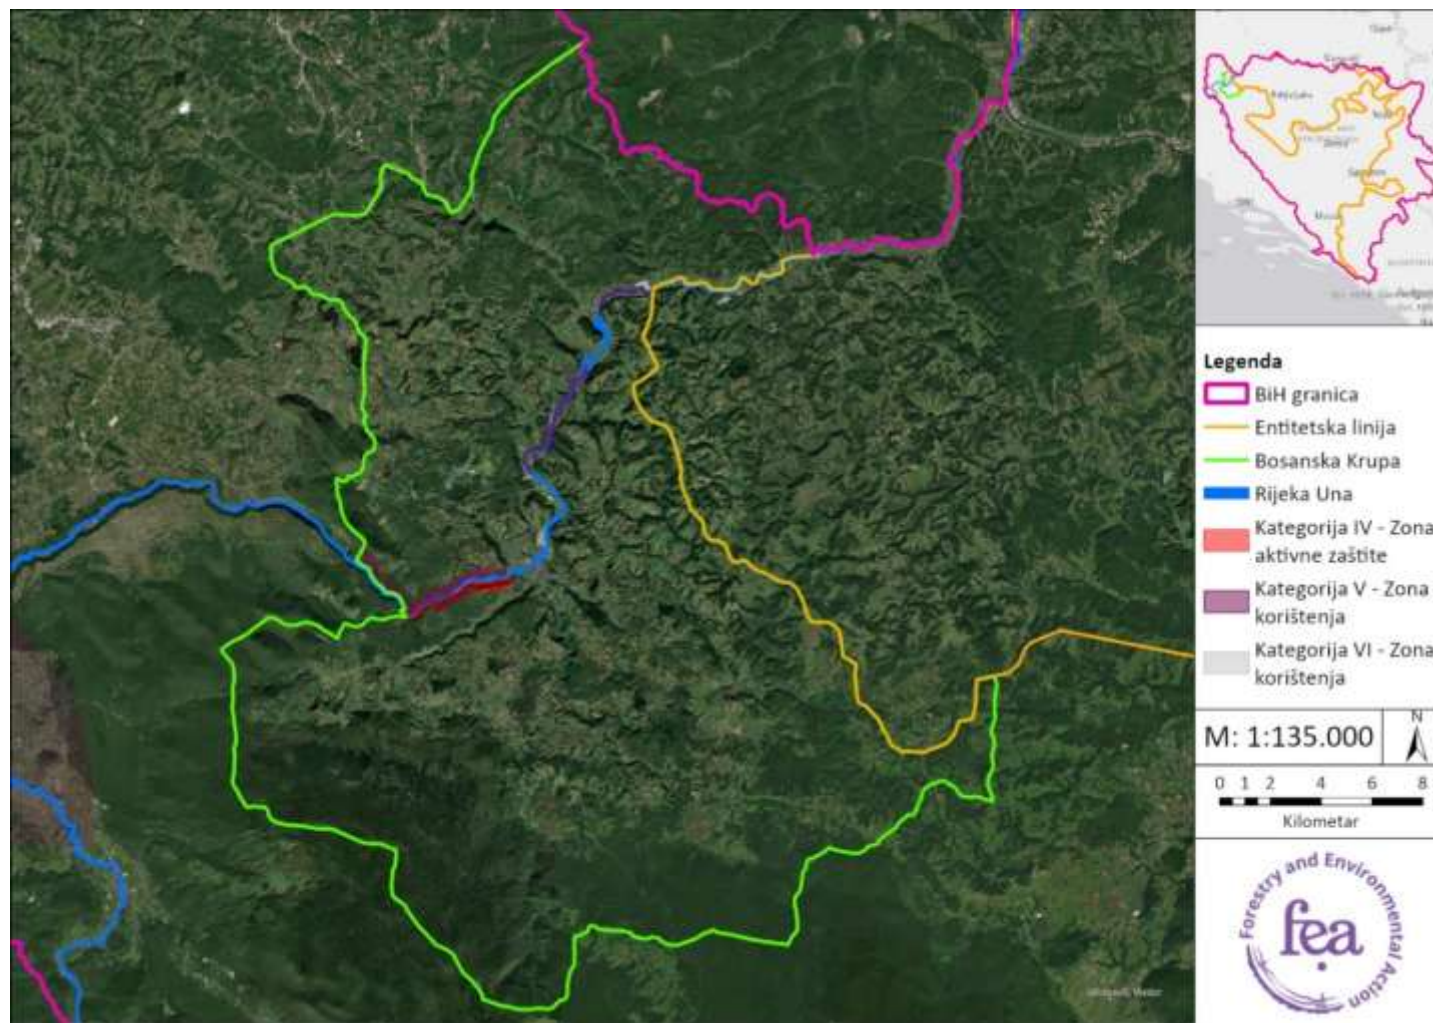 Legenda
BiH granica
Entitetska linija
Bosanska Krupa
Rijeka Una
Kategorija IV - Zona
aktivne zaštite
Kategorija V - Zona
korištenja
Kategorija VI - Zona
korištenja
M: 1:135.000
N
0 1 2 4 6 8
Kilometar
Forestry and Environmental Action
fea